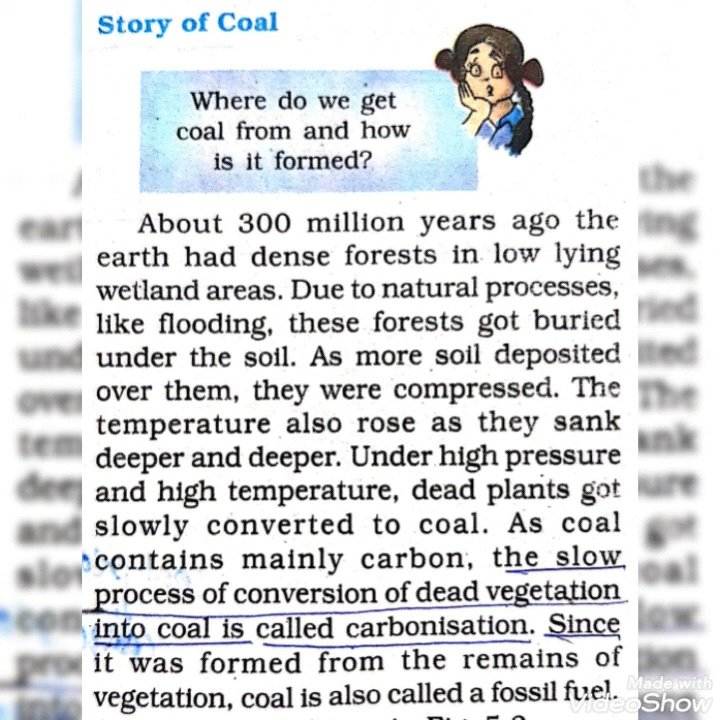 Story of Coal
Where do we get
coal from and how
is it formed?
About 300 million years ago the
earth had dense forests in low lying
wetland areas. Due to natural processes,
like flooding, these forests got buried
under the soil. As more soil deposited
over them, they were compressed. The
temperature also rose as they sank
deeper and deeper. Under high pressure
and high temperature, dead plants got
slowly converted to coal. As coal
contains mainly carbon, the slow
process of conversion of dead vegetation
into coal is called carbonisation. Since
it was formed from the remains of
vegetation, coal is also called a fossil fuel.
Made with
VideoShow